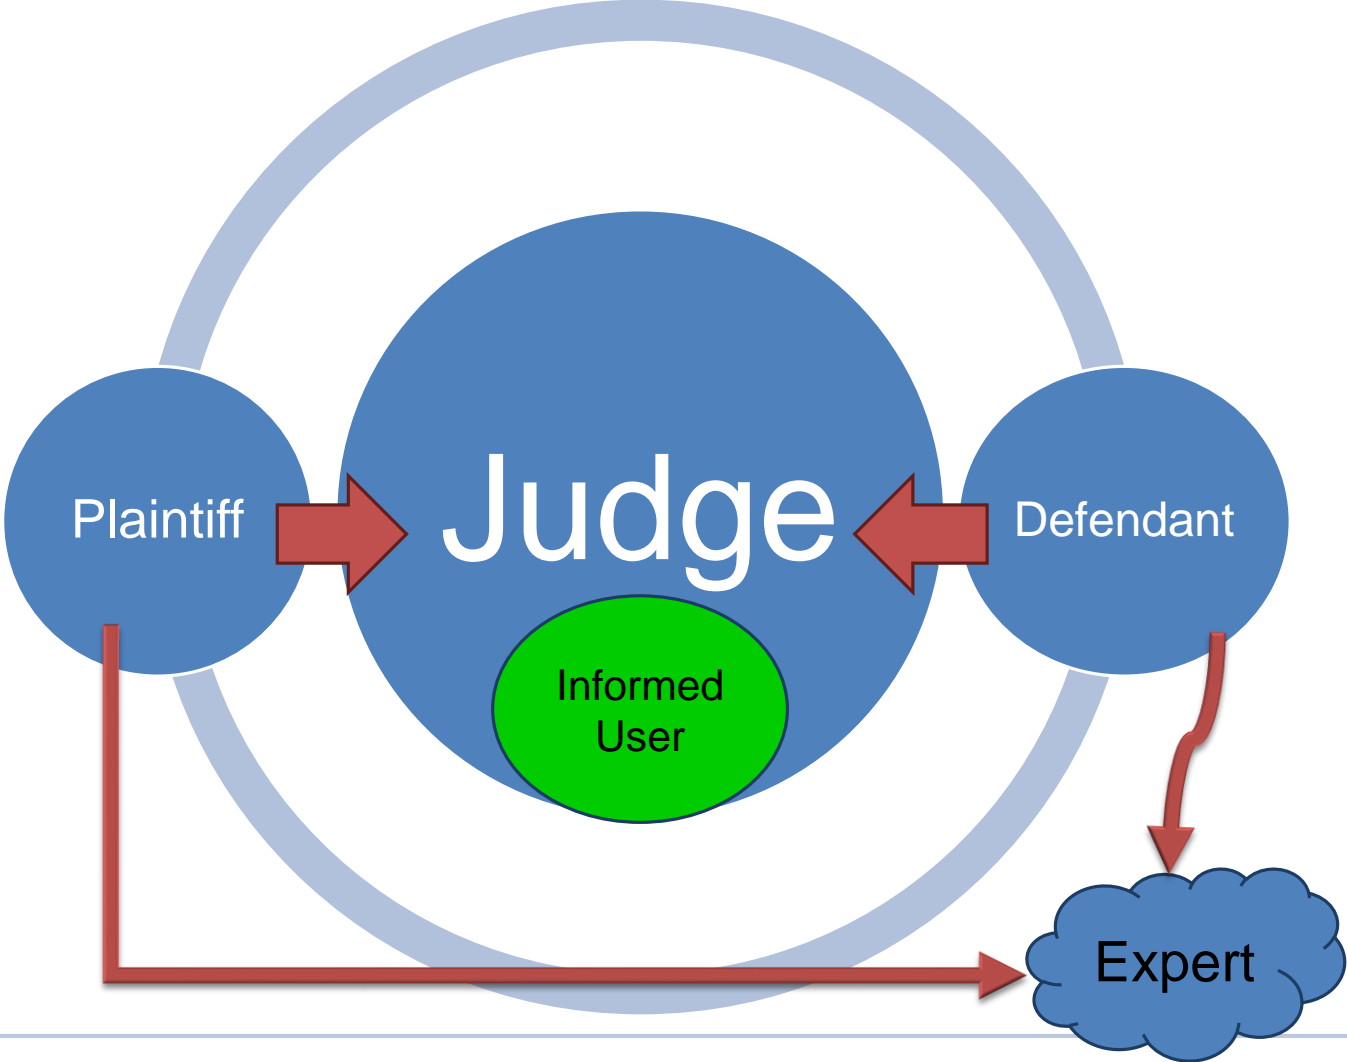 Plaintiff
Judge
Defendant
Informed
User
Expert